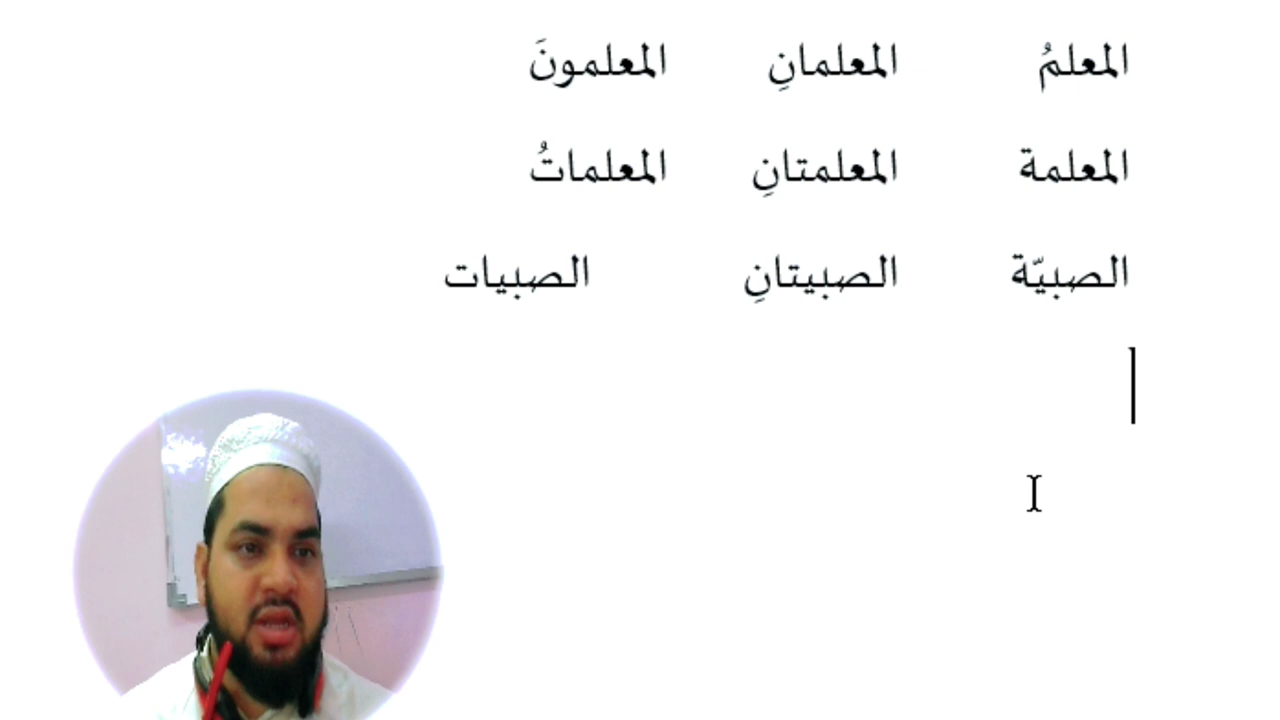 المعلمُ المعلمانِ المعلمونَ
المعلمة المعلمتانِ المعلماتُ
الصبيّة الصبيتانِ الصبيات